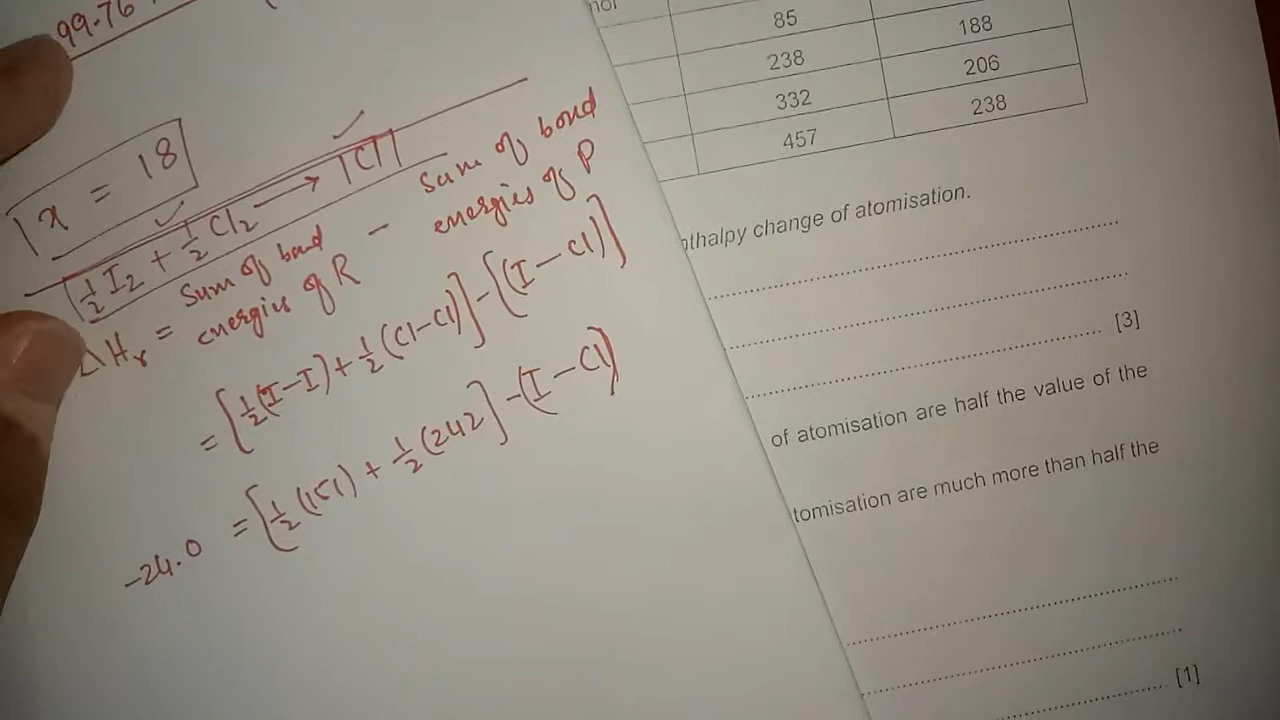 99.76
x = 18
½ I2 + ½ Cl2 → ICl
ΔHr = Sum of bond energies of R − Sum of bond energies of P
= [½(I−I) + ½(Cl−Cl)] − [(I−Cl)]
−24.0 = [½(151) + ½(242)] − (I−Cl)
mol
85 188
238 206
332 238
457
nthalpy change of atomisation.
[3]
of atomisation are half the value of the
tomisation are much more than half the
[1]